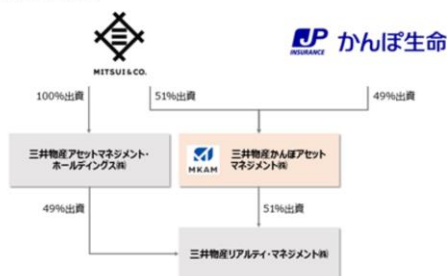 MITSUI & CO.
JP INSURANCE かんぽ生命
100%出資
51%出資
49%出資
三井物産アセットマネジメント・
ホールディングス㈱
MKAM
三井物産かんぽアセット
マネジメント㈱
49%出資
51%出資
三井物産リアルティ・マネジメント㈱